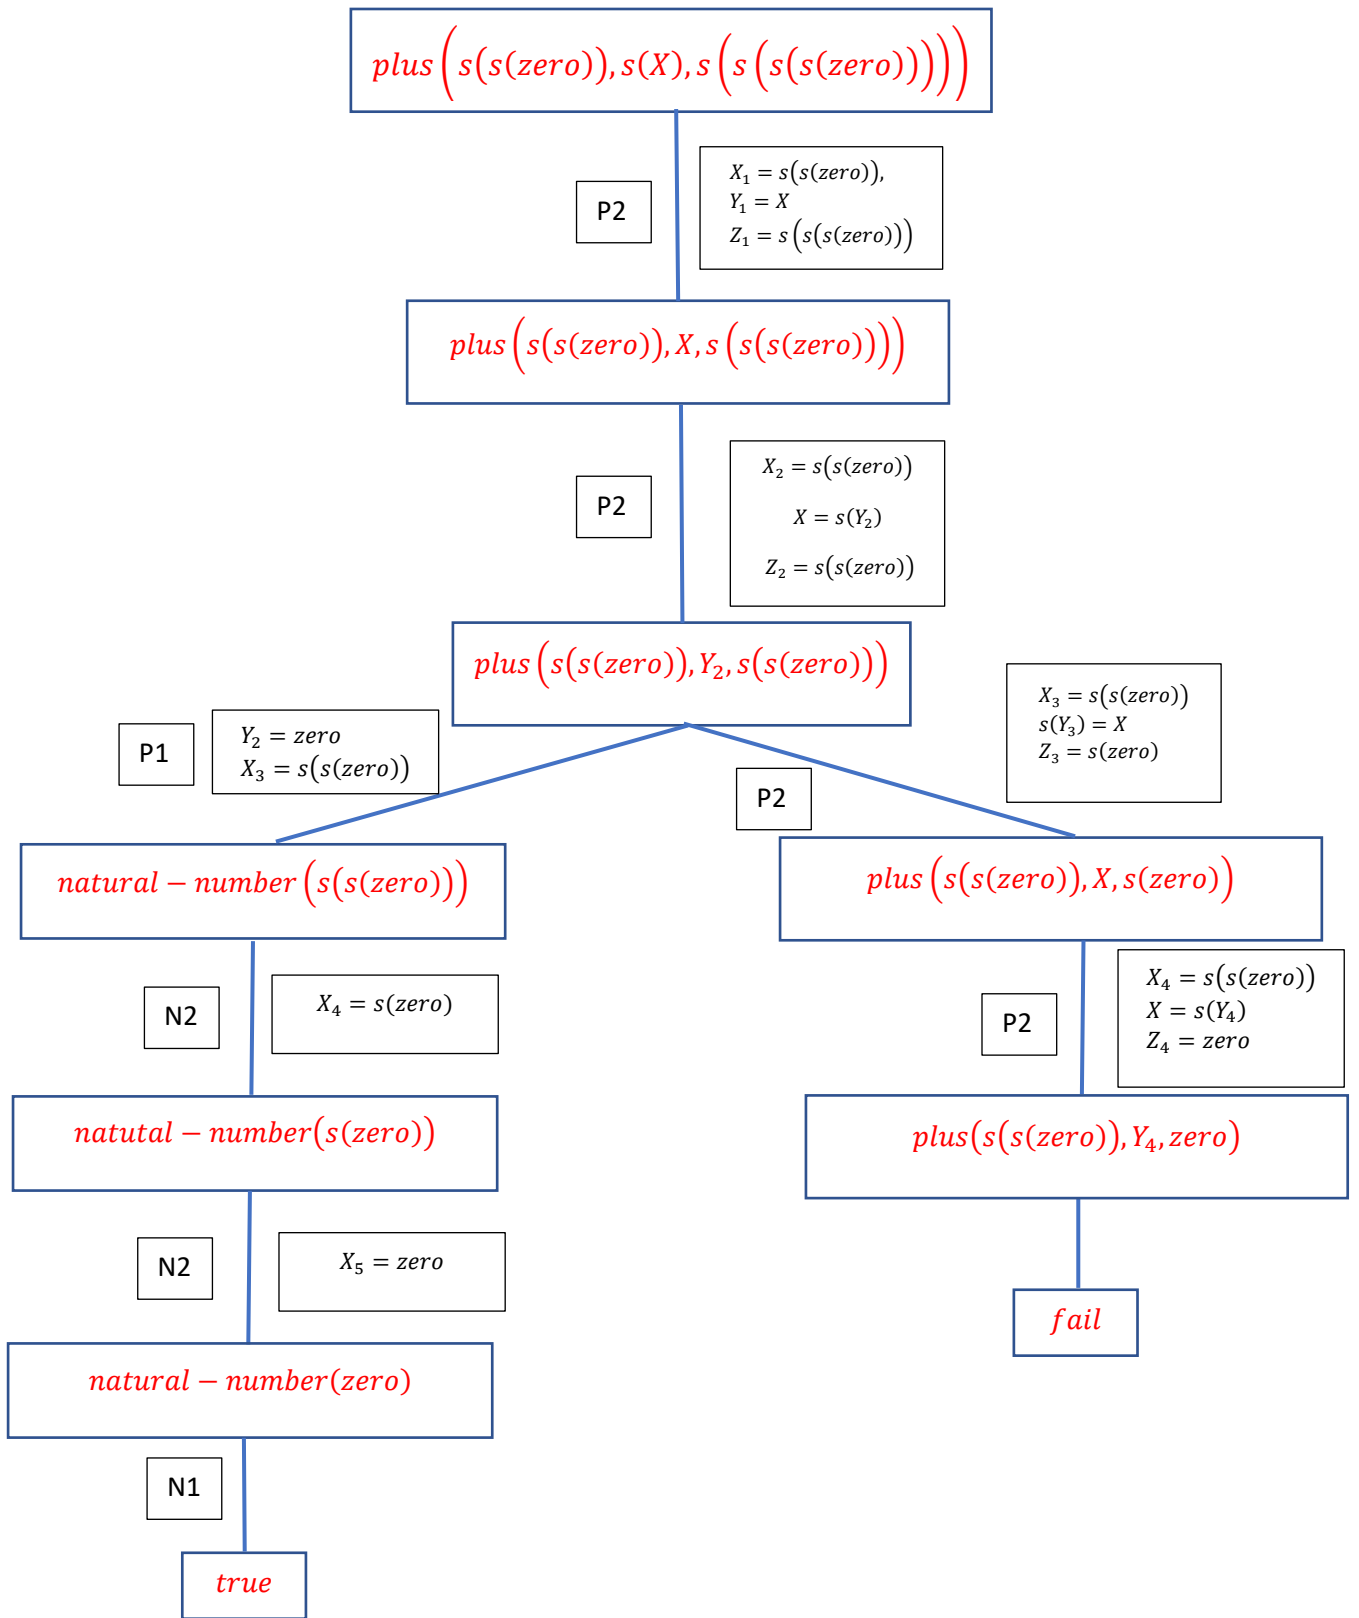 plus(s(s(zero)), s(X), s(s(s(s(zero)))))
P2
X₁ = s(s(zero)),
Y₁ = X
Z₁ = s(s(s(zero)))
plus(s(s(zero)), X, s(s(s(zero))))
P2
X₂ = s(s(zero))
X = s(Y₂)
Z₂ = s(s(zero))
plus(s(s(zero)), Y₂, s(s(zero)))
P1
Y₂ = zero
X₃ = s(s(zero))
P2
X₃ = s(s(zero))
s(Y₃) = X
Z₃ = s(zero)
natural − number(s(s(zero)))
plus(s(s(zero)), X, s(zero))
N2
X₄ = s(zero)
P2
X₄ = s(s(zero))
X = s(Y₄)
Z₄ = zero
natutal − number(s(zero))
plus(s(s(zero)), Y₄, zero)
N2
X₅ = zero
fail
natural − number(zero)
N1
true